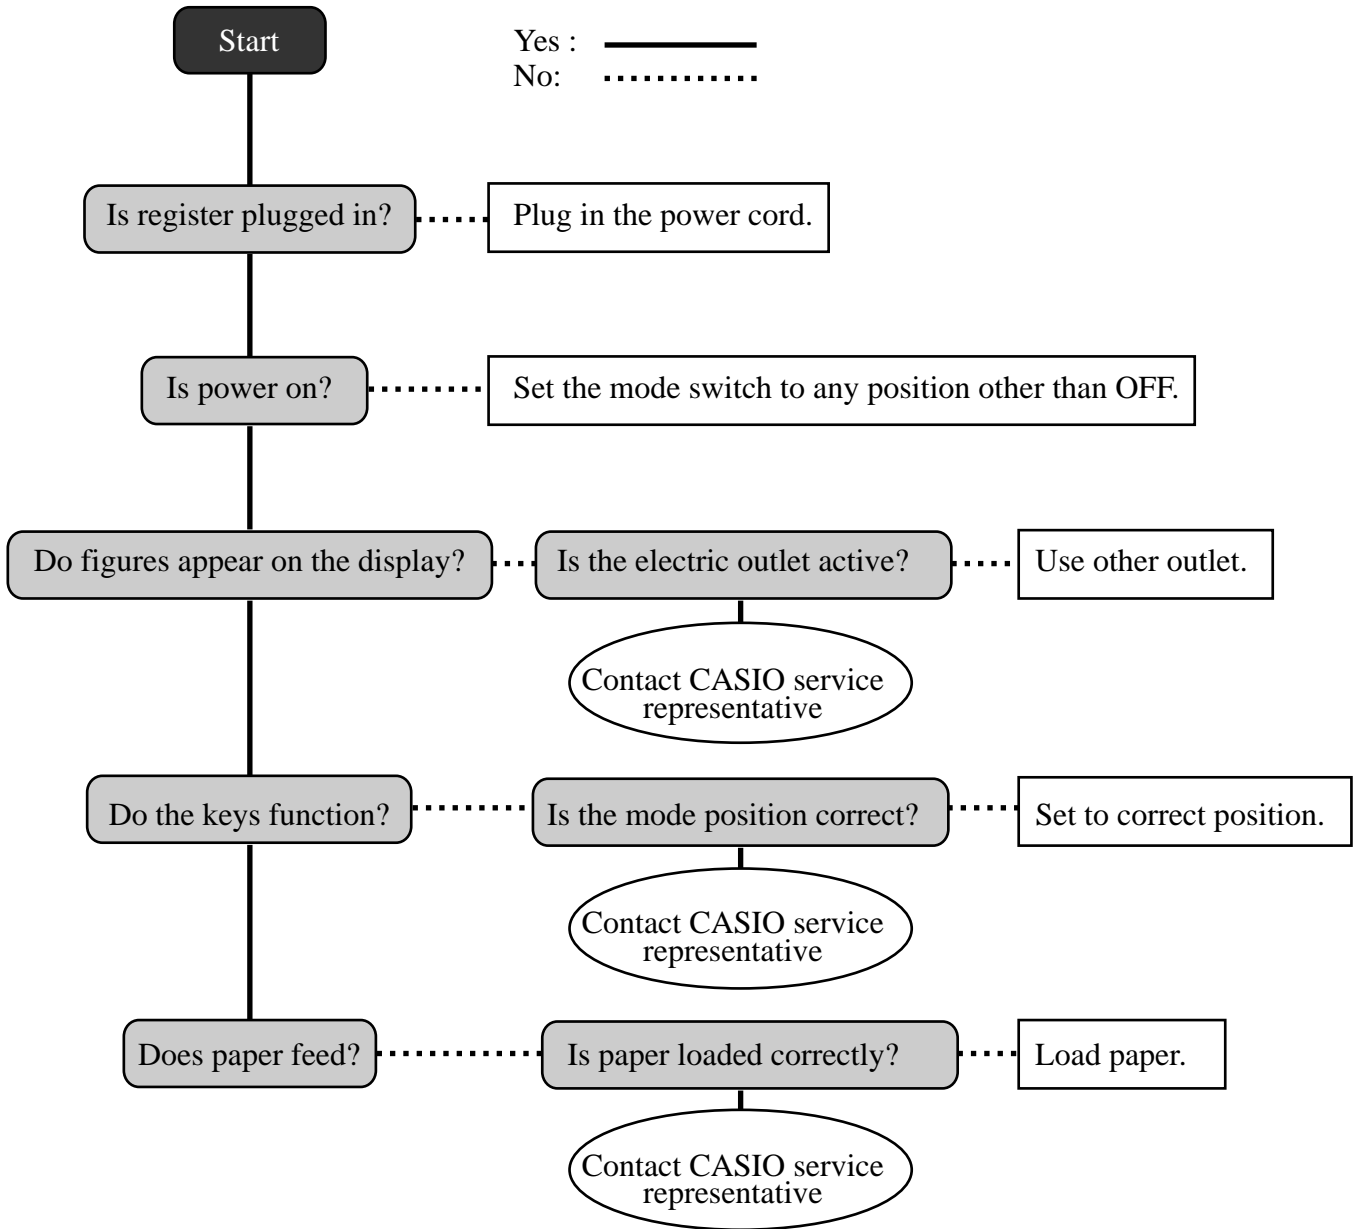 Start
Yes :
No:
Is register plugged in?
Plug in the power cord.
Is power on?
Set the mode switch to any position other than OFF.
Do figures appear on the display?
Is the electric outlet active?
Use other outlet.
Contact CASIO service
representative
Do the keys function?
Is the mode position correct?
Set to correct position.
Contact CASIO service
representative
Does paper feed?
Is paper loaded correctly?
Load paper.
Contact CASIO service
representative